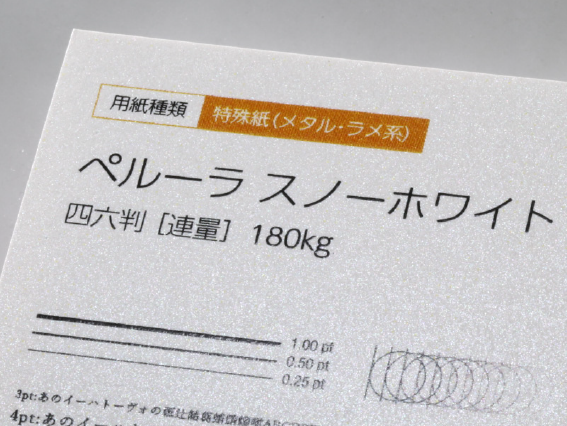 用紙種類 特殊紙(メタル・ラメ系)
ペルーラ スノーホワイト
四六判[連量] 180kg
1.00 pt
0.50 pt
0.25 pt
3pt:あのイーハトーヴォの
4pt:あのイーハト